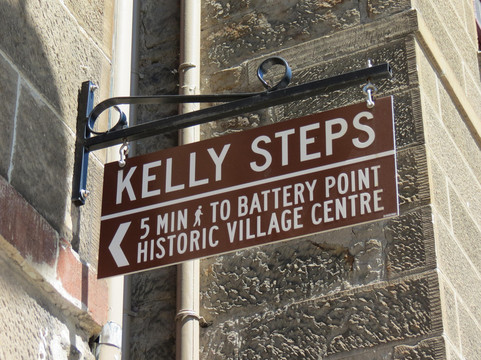 KELLY STEPS
5 MIN TO BATTERY POINT
HISTORIC VILLAGE CENTRE